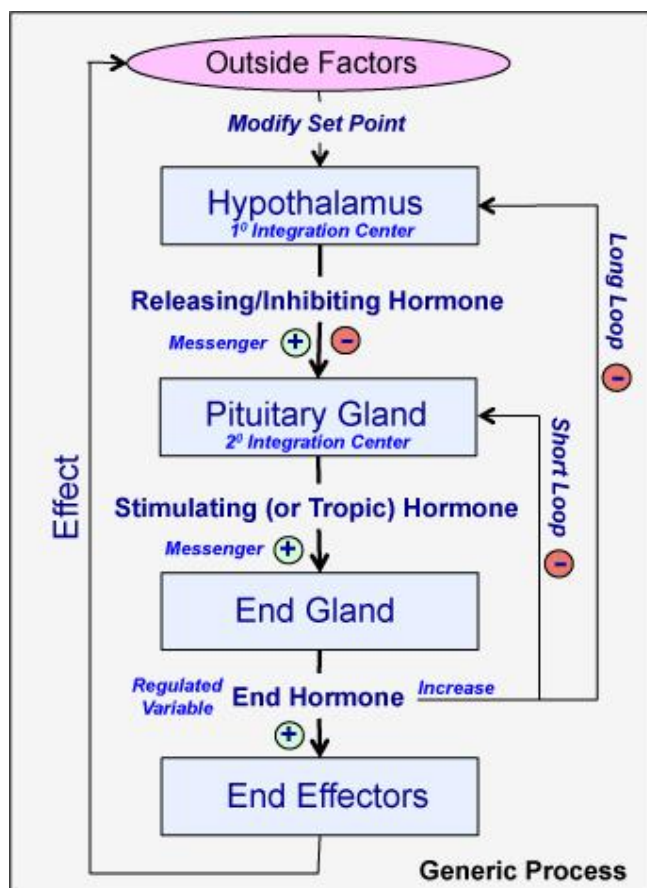 Outside Factors
Modify Set Point
Hypothalamus
1⁰ Integration Center
Releasing/Inhibiting Hormone
Messenger + -
Pituitary Gland
2⁰ Integration Center
Stimulating (or Tropic) Hormone
Messenger +
End Gland
Regulated
Variable
End Hormone
Increase
+
End Effectors
Effect
Short Loop -
Long Loop -
Generic Process